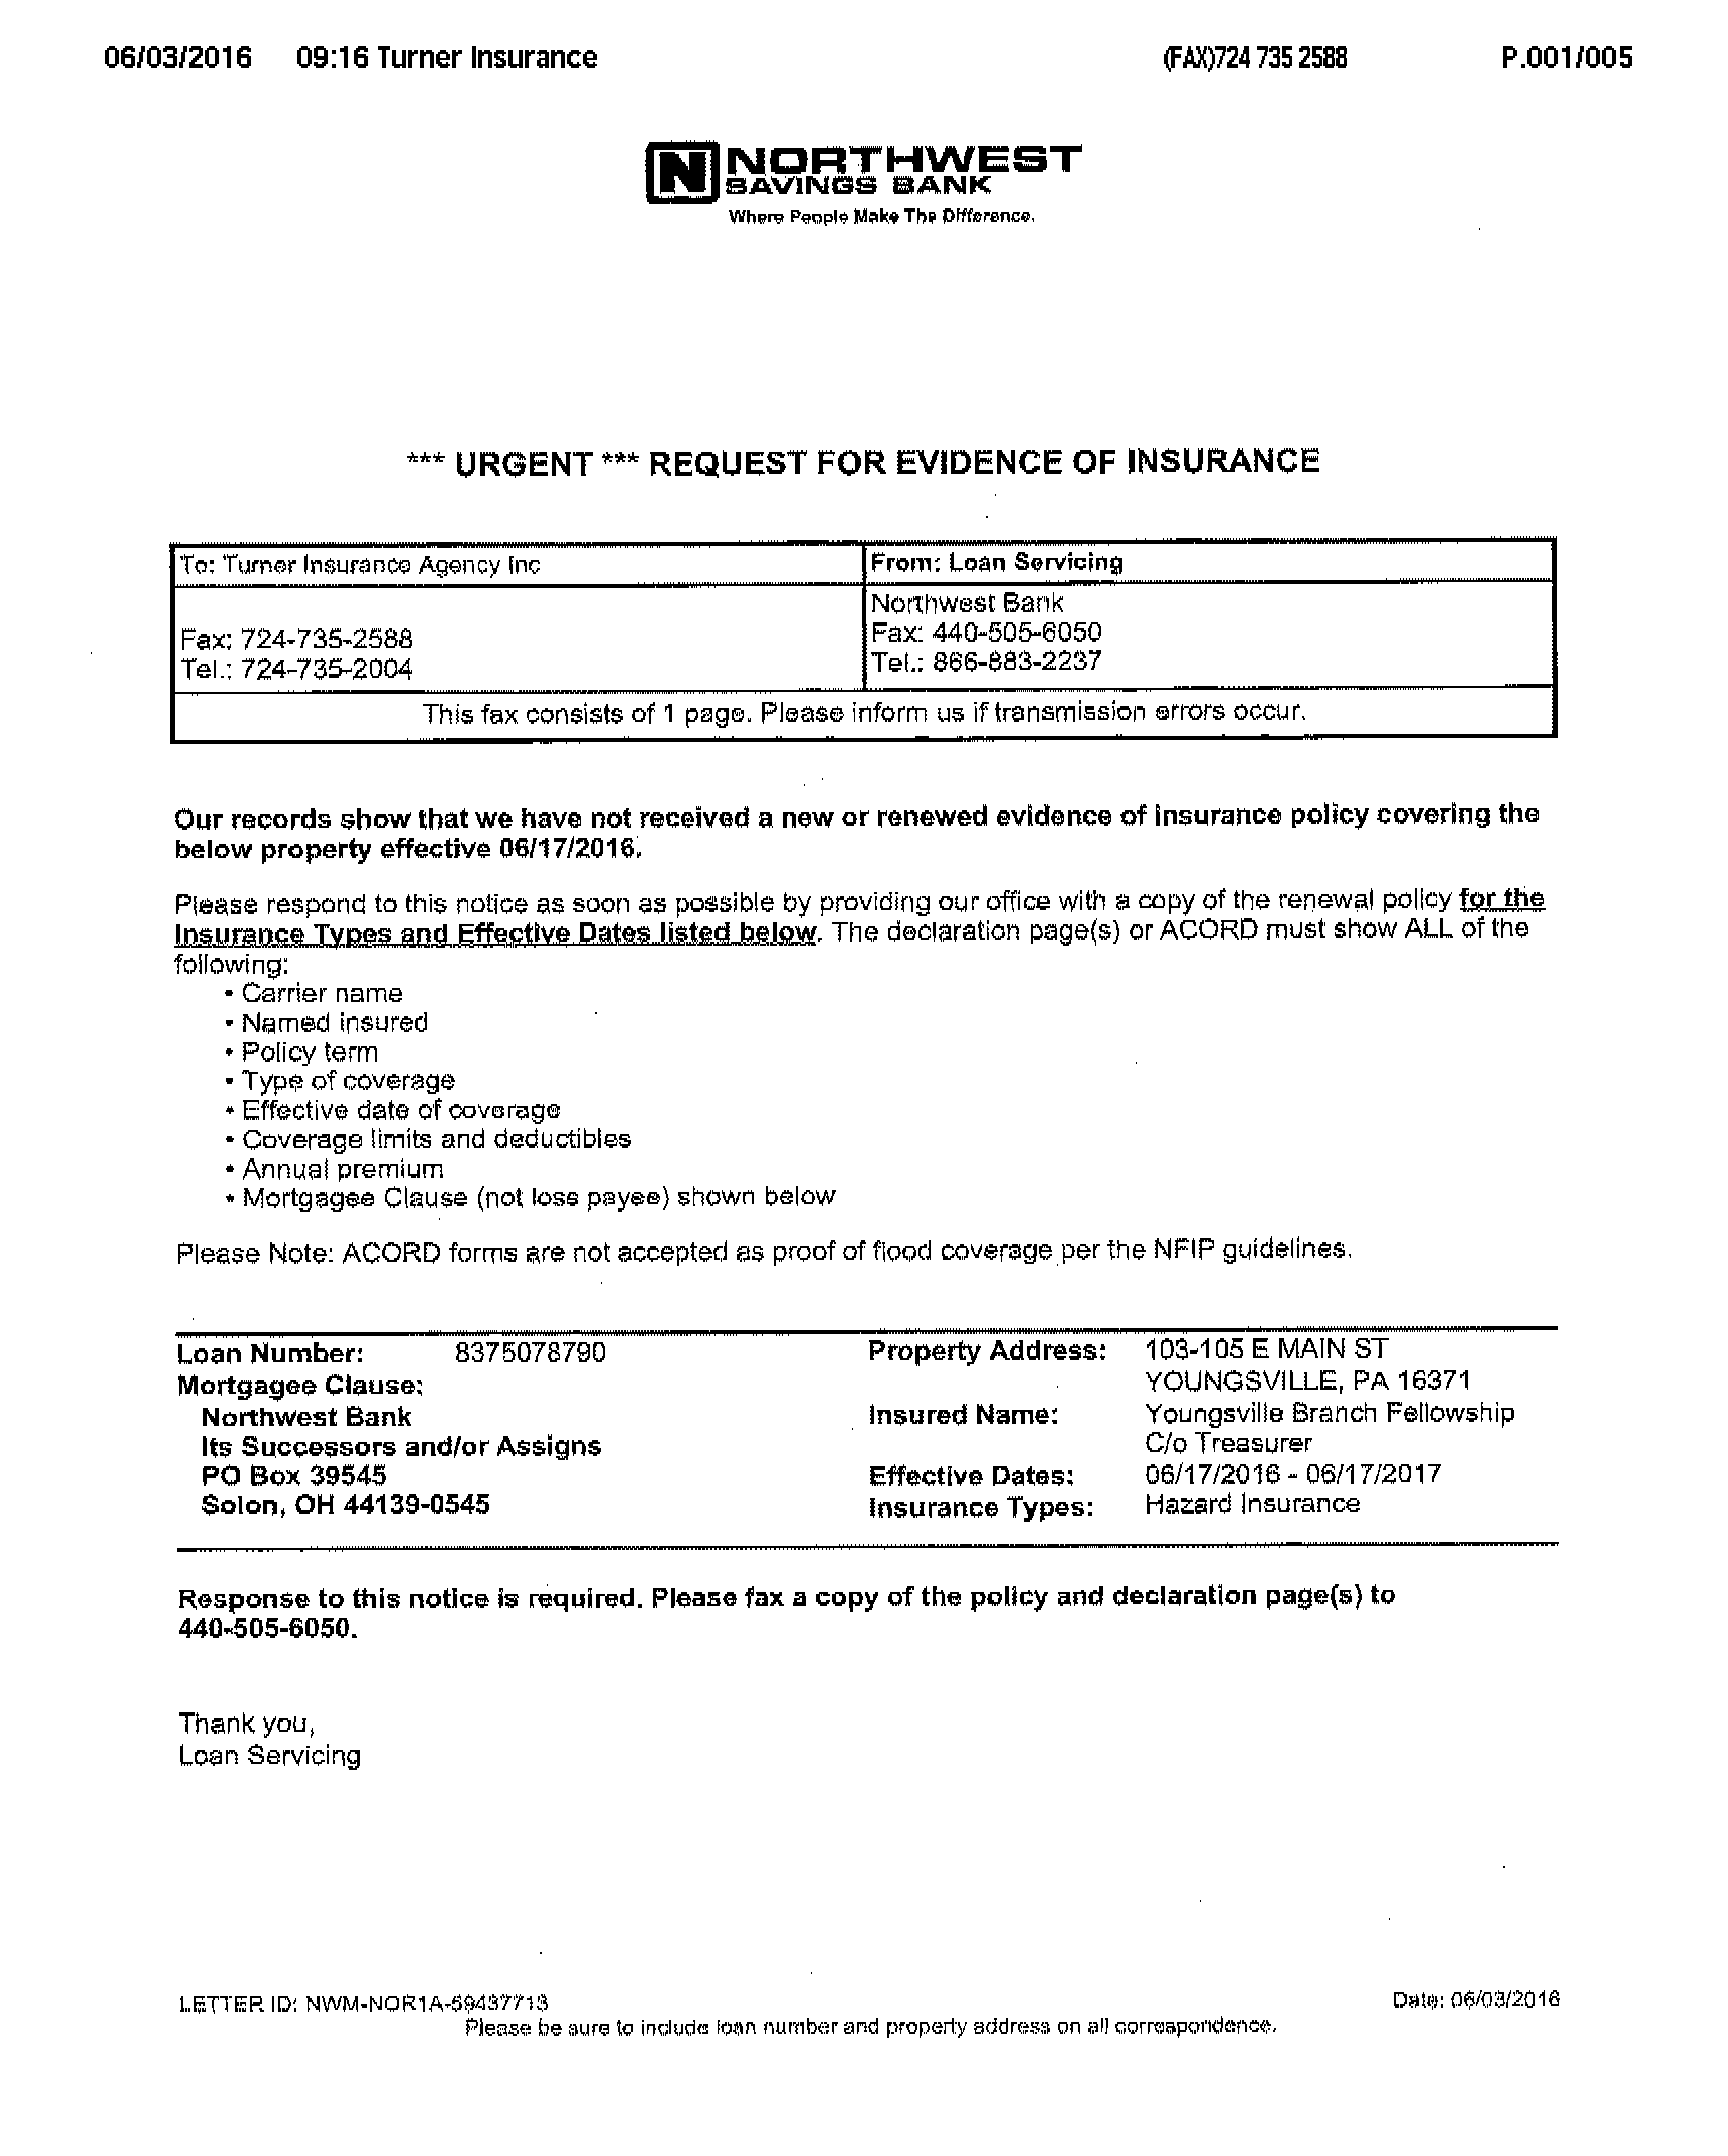 06/03/2016 09:16 Turner Insurance (FAX)724 735 2588 P.001/005
N NORTHWEST
SAVINGS BANK
Where People Make The Difference.
*** URGENT *** REQUEST FOR EVIDENCE OF INSURANCE
To: Turner Insurance Agency Inc From: Loan Servicing
Northwest Bank
Fax: 724-735-2588 Fax: 440-505-6050
Tel.: 724-735-2004 Tel.: 866-883-2237
This fax consists of 1 page. Please inform us if transmission errors occur.
Our records show that we have not received a new or renewed evidence of insurance policy covering the
below property effective 06/17/2016.
Please respond to this notice as soon as possible by providing our office with a copy of the renewal policy for the
Insurance Types and Effective Dates listed below. The declaration page(s) or ACORD must show ALL of the
following:
• Carrier name
• Named insured
• Policy term
• Type of coverage
• Effective date of coverage
• Coverage limits and deductibles
• Annual premium
• Mortgagee Clause (not lose payee) shown below
Please Note: ACORD forms are not accepted as proof of flood coverage per the NFIP guidelines.
Loan Number: 8375078790 Property Address: 103-105 E MAIN ST
Mortgagee Clause: YOUNGSVILLE, PA 16371
Northwest Bank Insured Name: Youngsville Branch Fellowship
Its Successors and/or Assigns C/o Treasurer
PO Box 39545 Effective Dates: 06/17/2016 - 06/17/2017
Solon, OH 44139-0545 Insurance Types: Hazard Insurance
Response to this notice is required. Please fax a copy of the policy and declaration page(s) to
440-505-6050.
Thank you,
Loan Servicing
LETTER ID: NWM-NOR1A-59437713 Date: 06/03/2016
Please be sure to include loan number and property address on all correspondence.